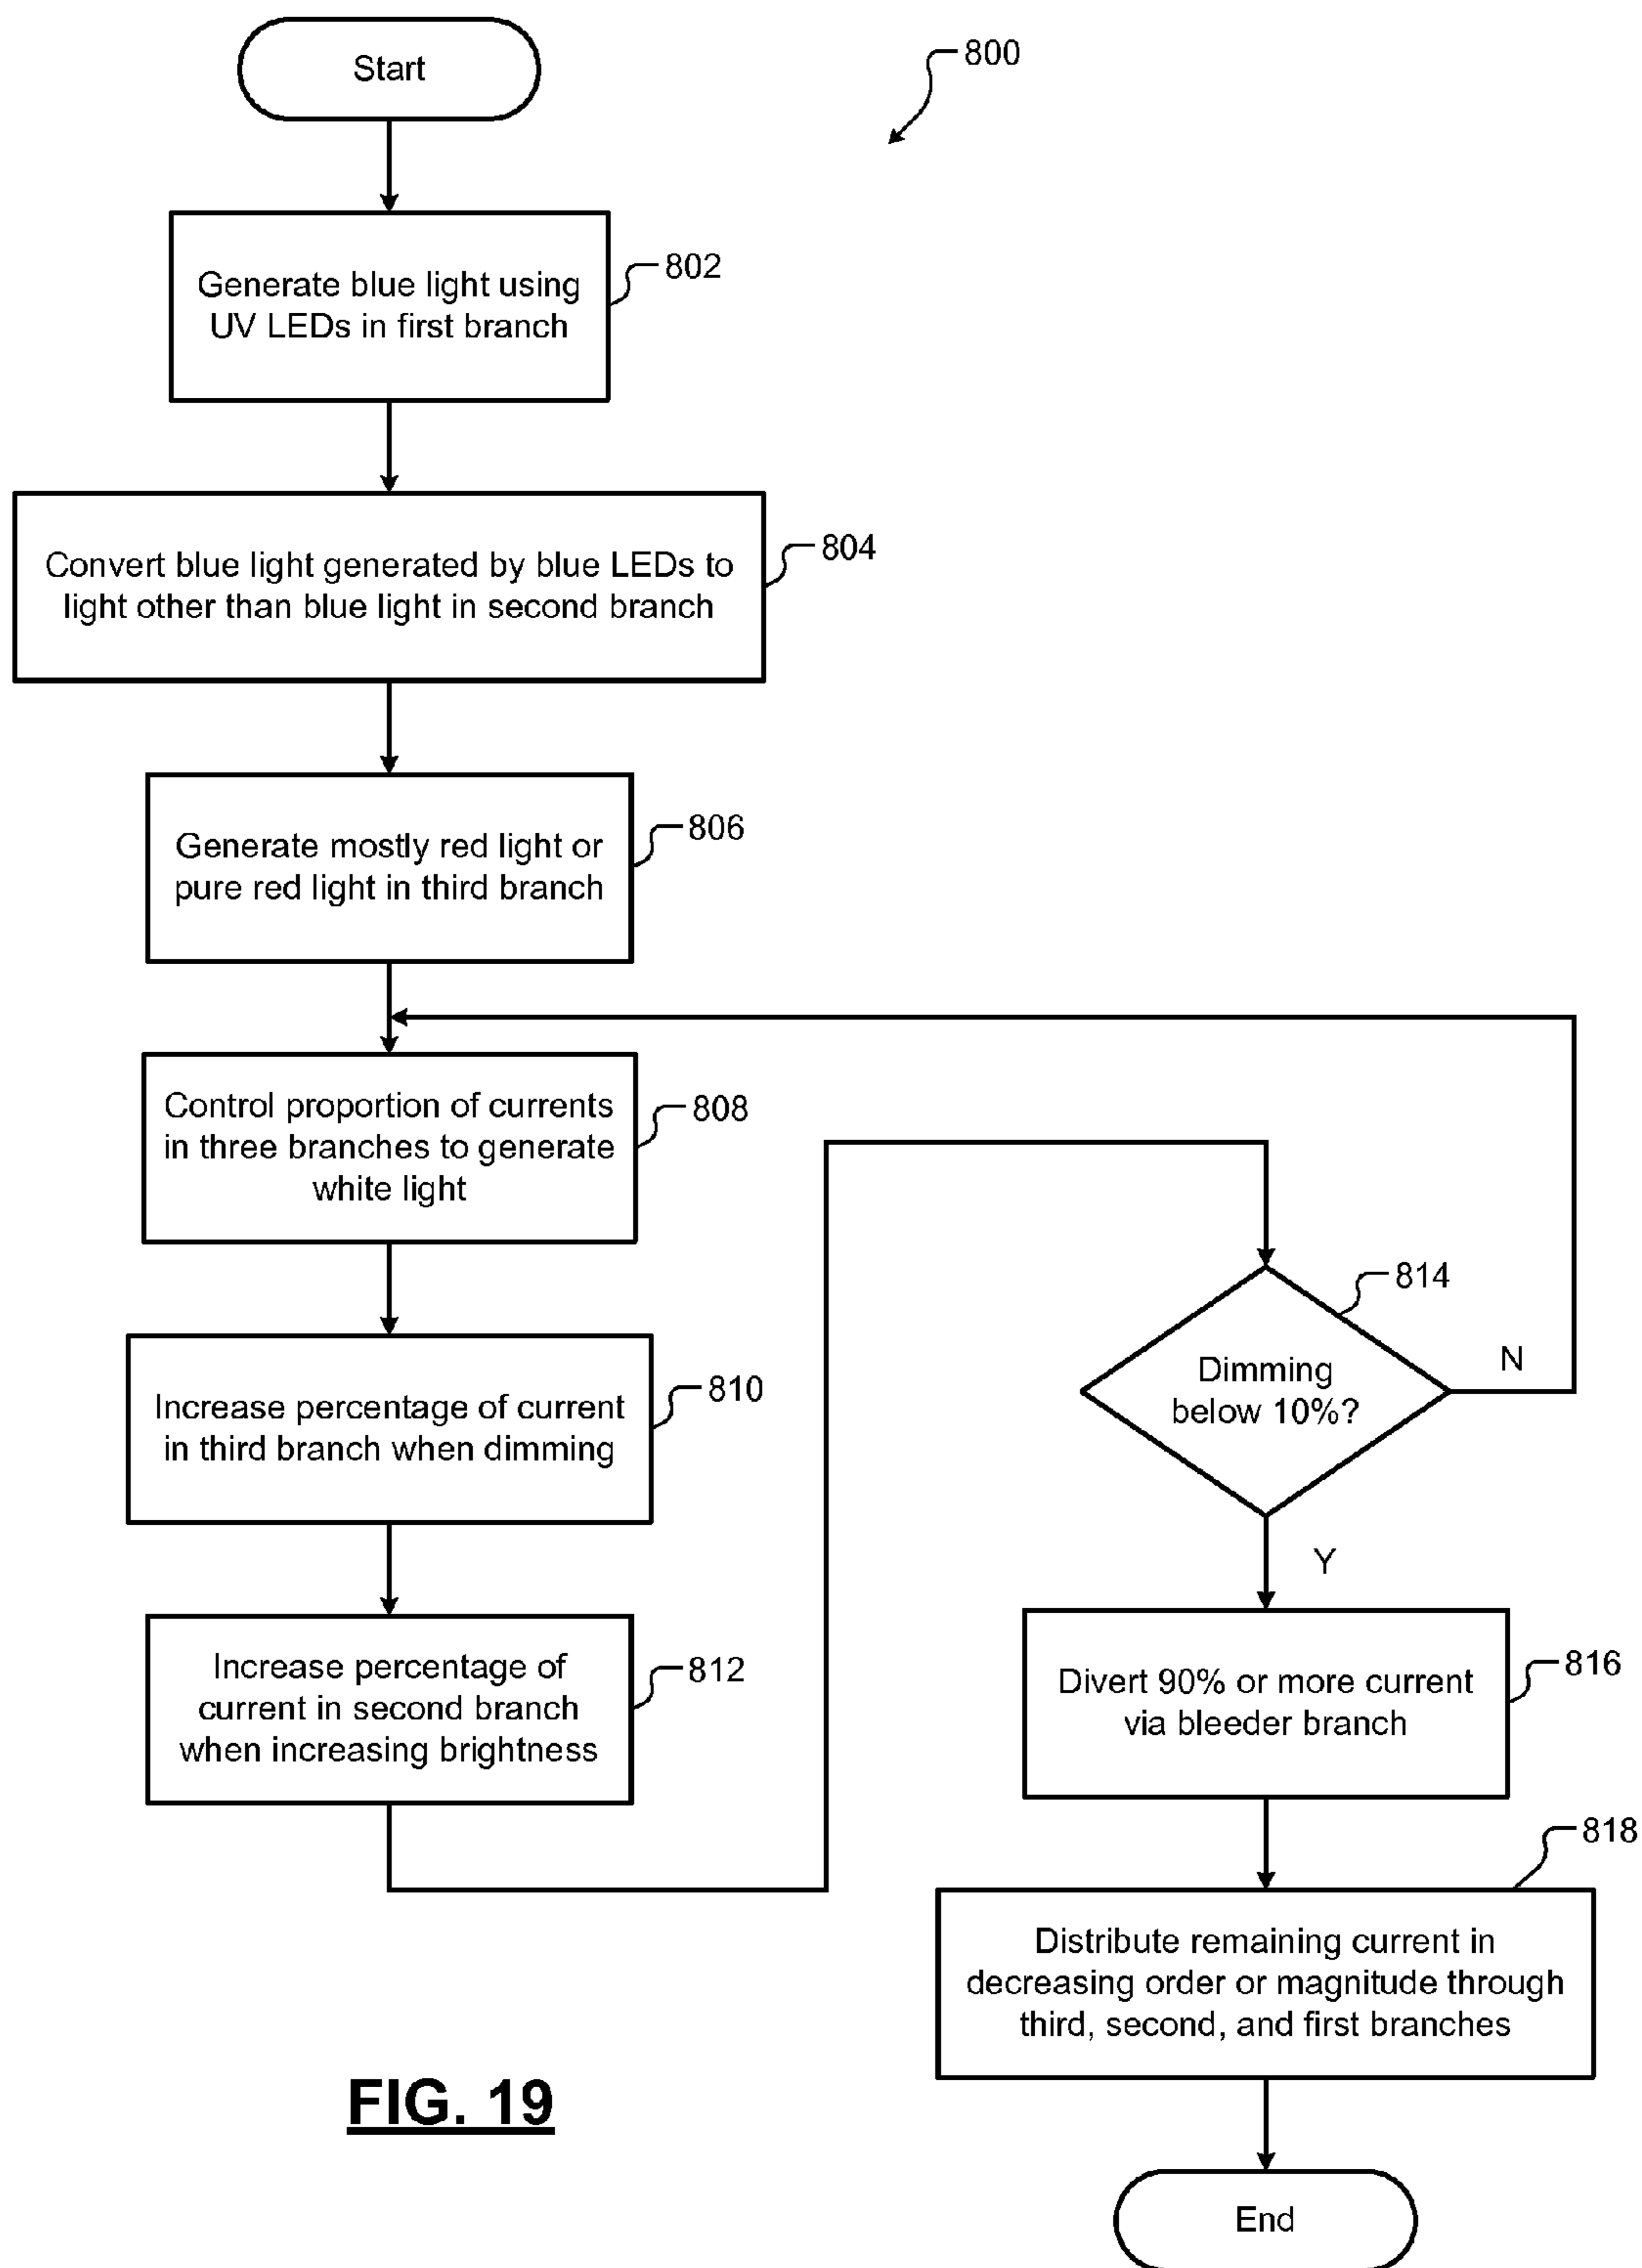 Start
800
Generate blue light using
UV LEDs in first branch
802
Convert blue light generated by blue LEDs to
light other than blue light in second branch
804
Generate mostly red light or
pure red light in third branch
806
Control proportion of currents
in three branches to generate
white light
808
Increase percentage of current
in third branch when dimming
810
Increase percentage of
current in second branch
when increasing brightness
812
Dimming
below 10%?
814
N
Y
Divert 90% or more current
via bleeder branch
816
Distribute remaining current in
decreasing order or magnitude through
third, second, and first branches
818
End
FIG. 19